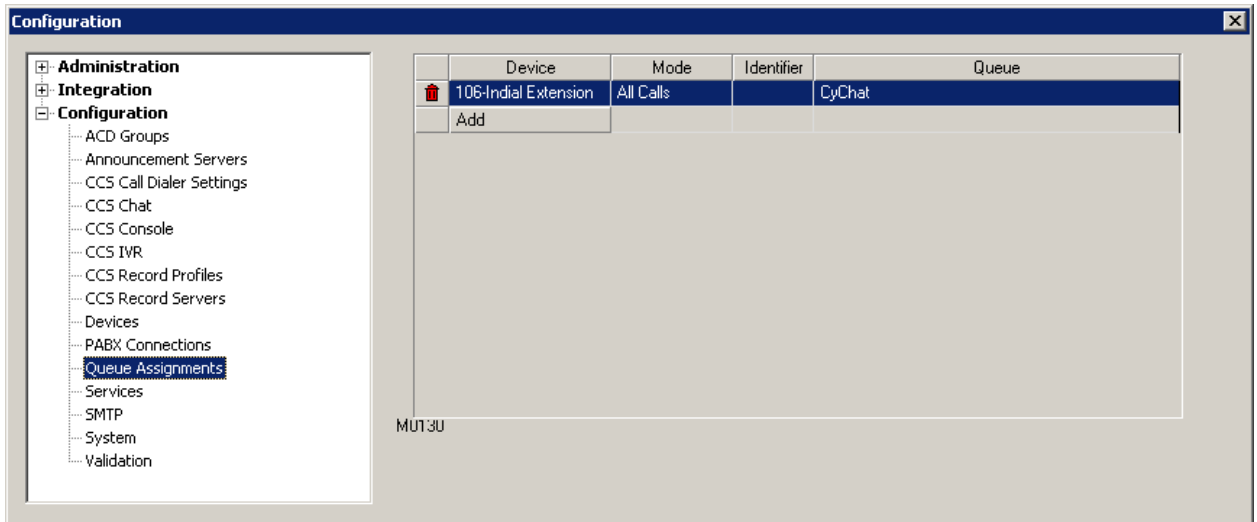 Configuration
Administration
Integration
Configuration
ACD Groups
Announcement Servers
CCS Call Dialer Settings
CCS Chat
CCS Console
CCS IVR
CCS Record Profiles
CCS Record Servers
Devices
PABX Connections
Queue Assignments
Services
SMTP
System
Validation
Device Mode Identifier Queue
106-Indial Extension All Calls CyChat
Add
M0130